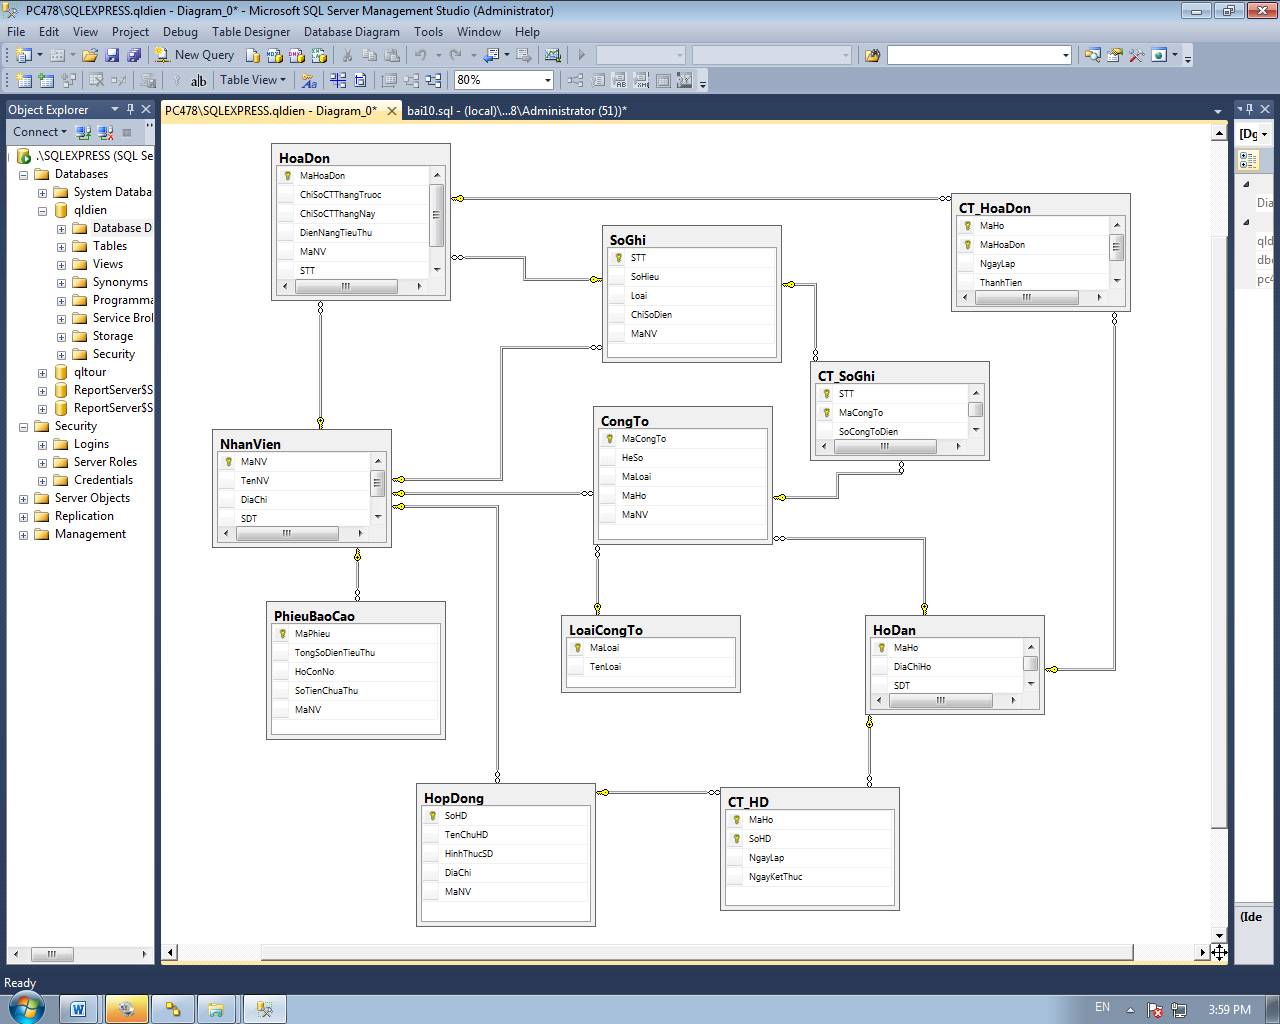 PC478\SQLEXPRESS.qldien - Diagram_0* - Microsoft SQL Server Management Studio (Administrator)
File Edit View Project Debug Table Designer Database Diagram Tools Window Help
New Query
Table View
80%
Object Explorer
Connect
.\SQLEXPRESS (SQL Se
Databases
System Databa
qldien
Database D
Tables
Views
Synonyms
Programma
Service Brol
Storage
Security
qltour
ReportServer$S
ReportServer$S
Security
Logins
Server Roles
Credentials
Server Objects
Replication
Management
PC478\SQLEXPRESS.qldien - Diagram_0*
bai10.sql - (local)\...8\Administrator (51))*
HoaDon
MaHoaDon
ChiSoCTThangTruoc
ChiSoCTThangNay
DienNangTieuThu
MaNV
STT
SoGhi
STT
SoHieu
Loai
ChiSoDien
MaNV
CT_HoaDon
MaHo
MaHoaDon
NgayLap
ThanhTien
CT_SoGhi
STT
MaCongTo
SoCongToDien
CongTo
MaCongTo
HeSo
MaLoai
MaHo
MaNV
NhanVien
MaNV
TenNV
DiaChi
SDT
PhieuBaoCao
MaPhieu
TongSoDienTieuThu
HoConNo
SoTienChuaThu
MaNV
LoaiCongTo
MaLoai
TenLoai
HoDan
MaHo
DiaChiHo
SDT
HopDong
SoHD
TenChuHD
HinhThucSD
DiaChi
MaNV
CT_HD
MaHo
SoHD
NgayLap
NgayKetThuc
[Dg
Dia
qld
dbo
pc4
(Ide
Ready
EN
3:59 PM